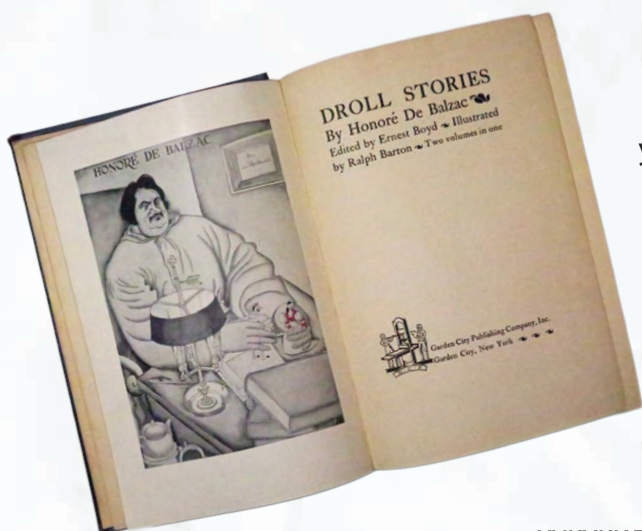 HONORÉ DE BALZAC
DROLL STORIES
By Honoré De Balzac
Edited by Ernest Boyd ~ Illustrated
by Ralph Barton ~ Two volumes in one
Garden City Publishing Company, Inc.
Garden City, New York